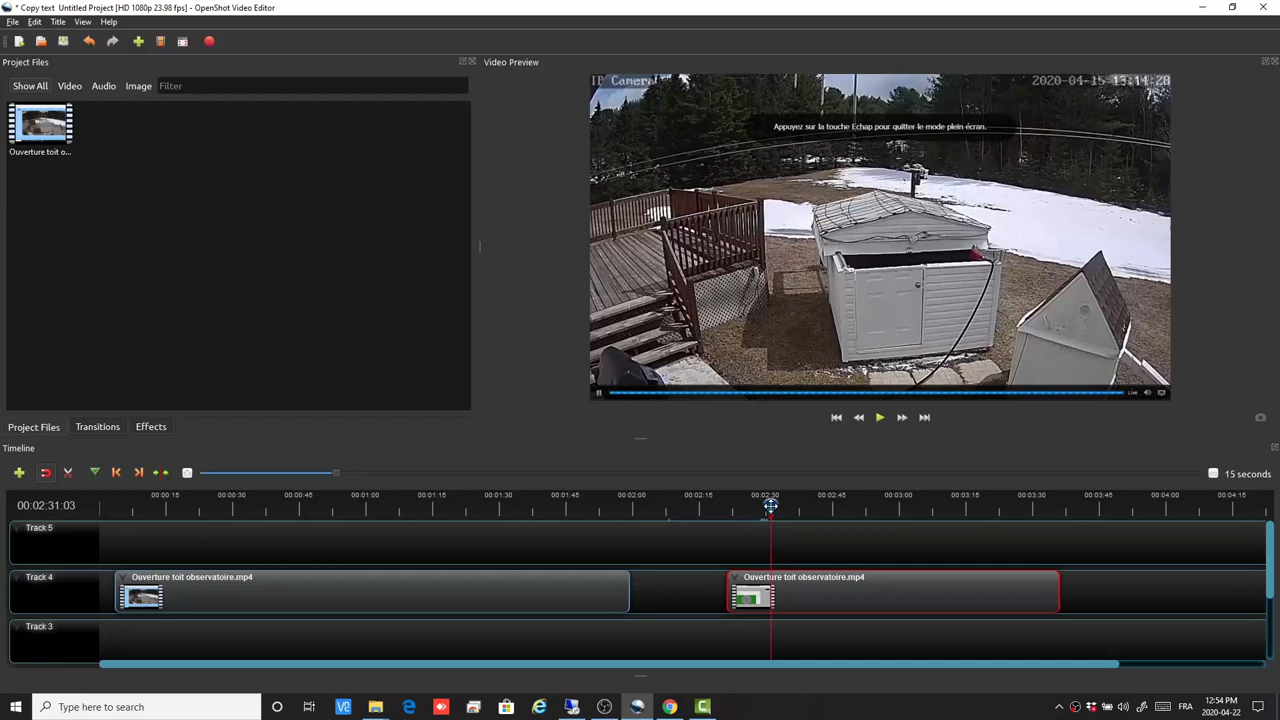 * Copy text  Untitled Project [HD 1080p 23.98 fps] - OpenShot Video Editor
File Edit Title View Help
Project Files
Video Preview
Show All Video Audio Image Filter
Ouverture toit o...
IP Camera
2020-04-15 13:14:28
Appuyez sur la touche Échap pour quitter le mode plein écran.
Live
Project Files Transitions Effects
Timeline
15 seconds
00:02:31:03
00:00:15 00:00:30 00:00:45 00:01:00 00:01:15 00:01:30 00:01:45 00:02:00 00:02:15 00:02:30 00:02:45 00:03:00 00:03:15 00:03:30 00:03:45 00:04:00 00:04:15
Track 5
Track 4
Ouverture toit observatoire.mp4
Ouverture toit observatoire.mp4
Track 3
Type here to search
FRA
12:54 PM
2020-04-22